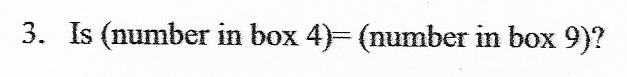 3. Is (number in box 4)= (number in box 9)?